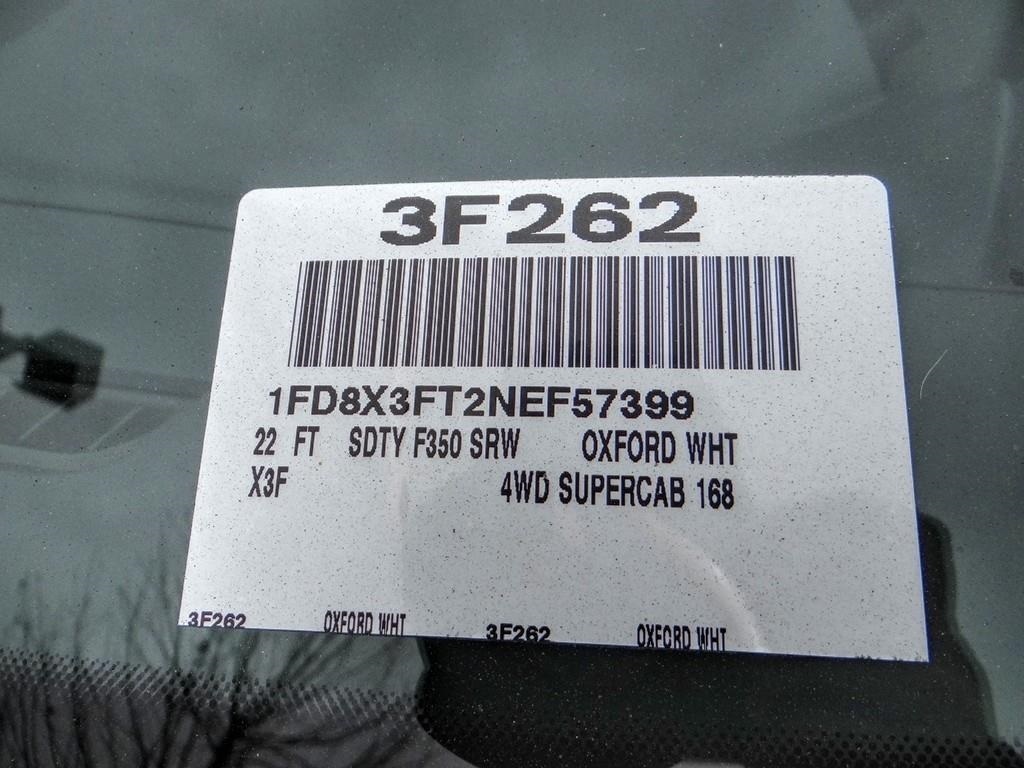 3F262
1FD8X3FT2NEF57399
22 FT SDTY F350 SRW OXFORD WHT
X3F 4WD SUPERCAB 168
3F262 OXFORD WHT 3F262 OXFORD WHT